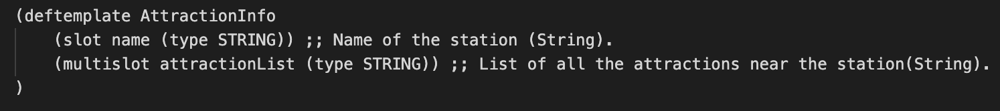 (deftemplate AttractionInfo
    (slot name (type STRING)) ;; Name of the station (String).
    (multislot attractionList (type STRING)) ;; List of all the attractions near the station(String).
)